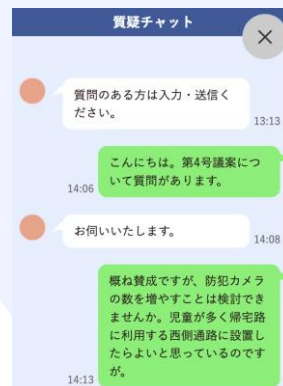 質疑チャット
質問のある方は入力・送信く
ださい。
13:13
こんにちは。第4号議案につ
いて質問があります。
14:06
お伺いいたします。
14:08
概ね賛成ですが、防犯カメラ
の数を増やすことは検討でき
ませんか。児童が多く帰宅路
に利用する西側通路に設置し
たらよいと思っているのです
が。
14:13